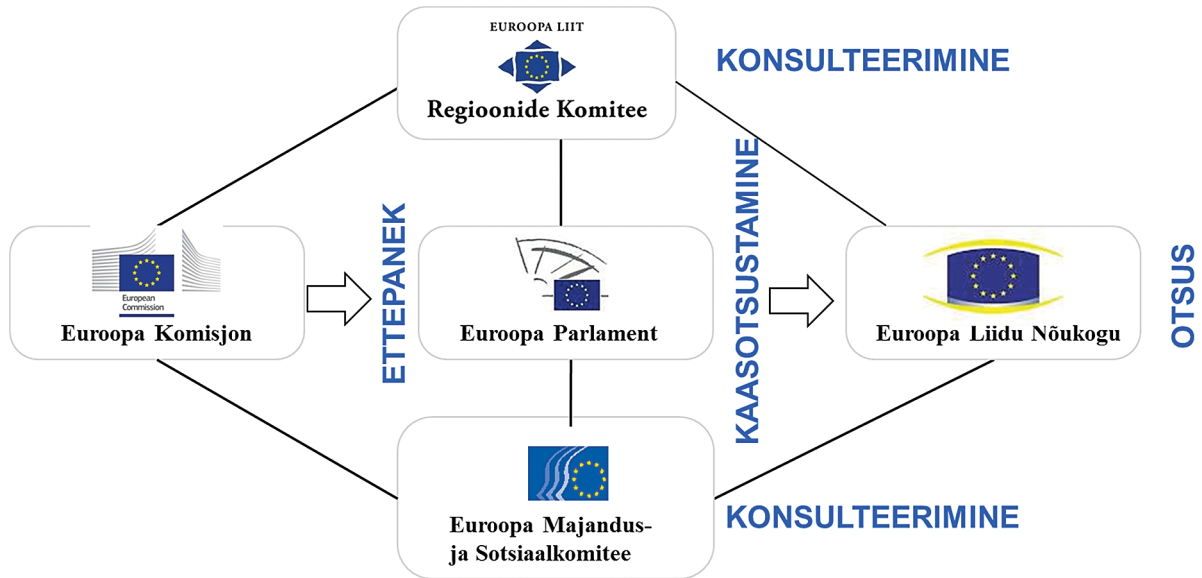 EUROOPA LIIT
Regioonide Komitee
KONSULTEERIMINE
European
Commission
Euroopa Komisjon
ETTEPANEK
Euroopa Parlament
KAASOTSUSTAMINE
Euroopa Liidu Nõukogu
OTSUS
Euroopa Majandus-
ja Sotsiaalkomitee
KONSULTEERIMINE